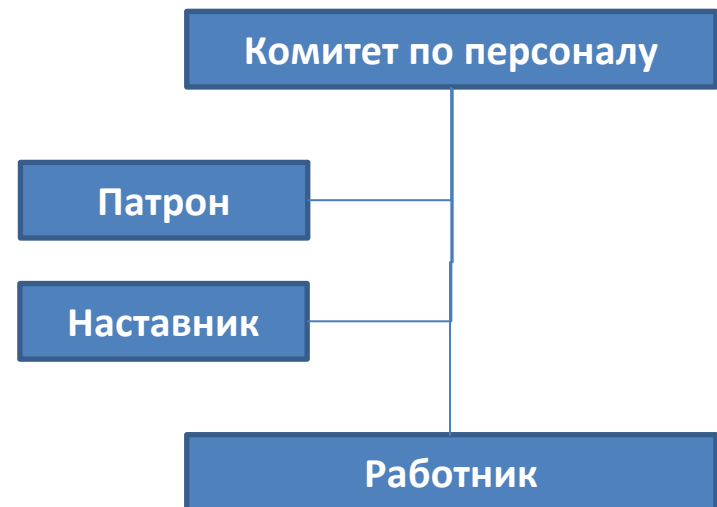 Комитет по персоналу
Патрон
Наставник
Работник